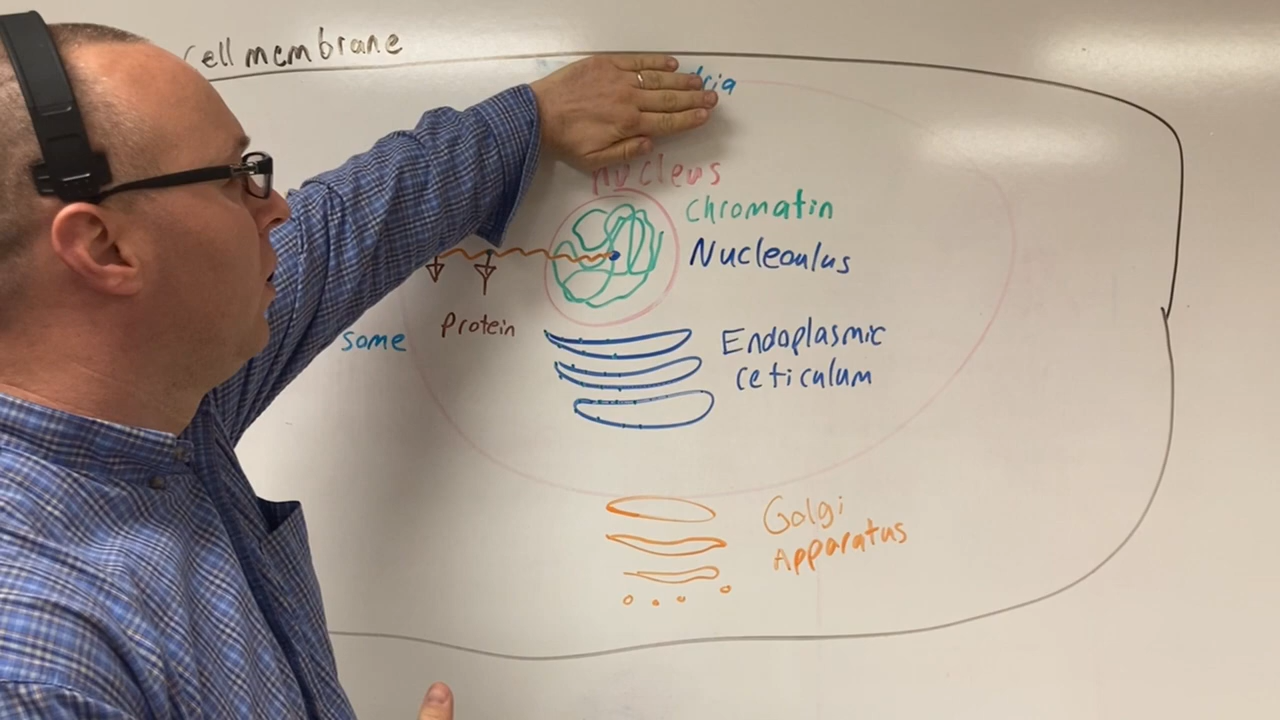 cell membrane
dria
nucleus
chromatin
Nucleoulus
Protein
some
Endoplasmic
ceticulum
Golgi
Apparatus